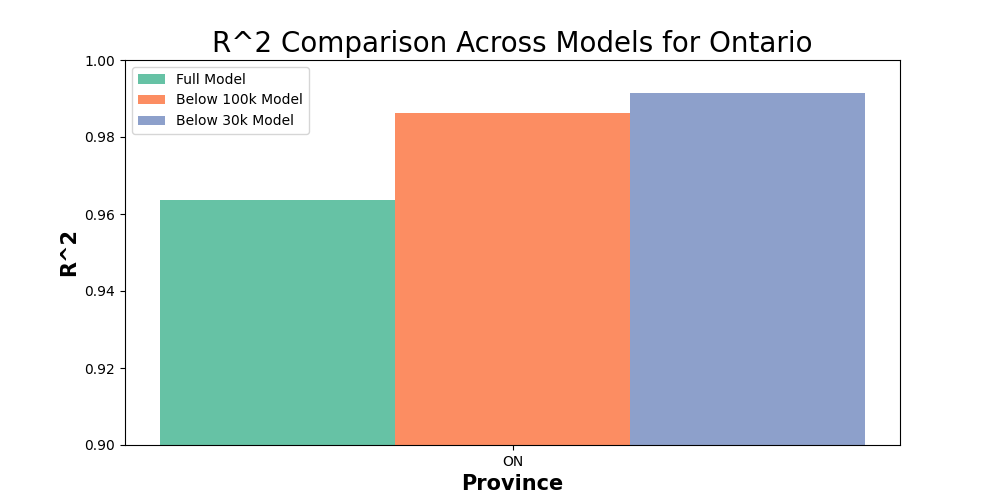 R^2 Comparison Across Models for Ontario
1.00
0.98
0.96
0.94
0.92
0.90
R^2
Full Model
Below 100k Model
Below 30k Model
ON
Province